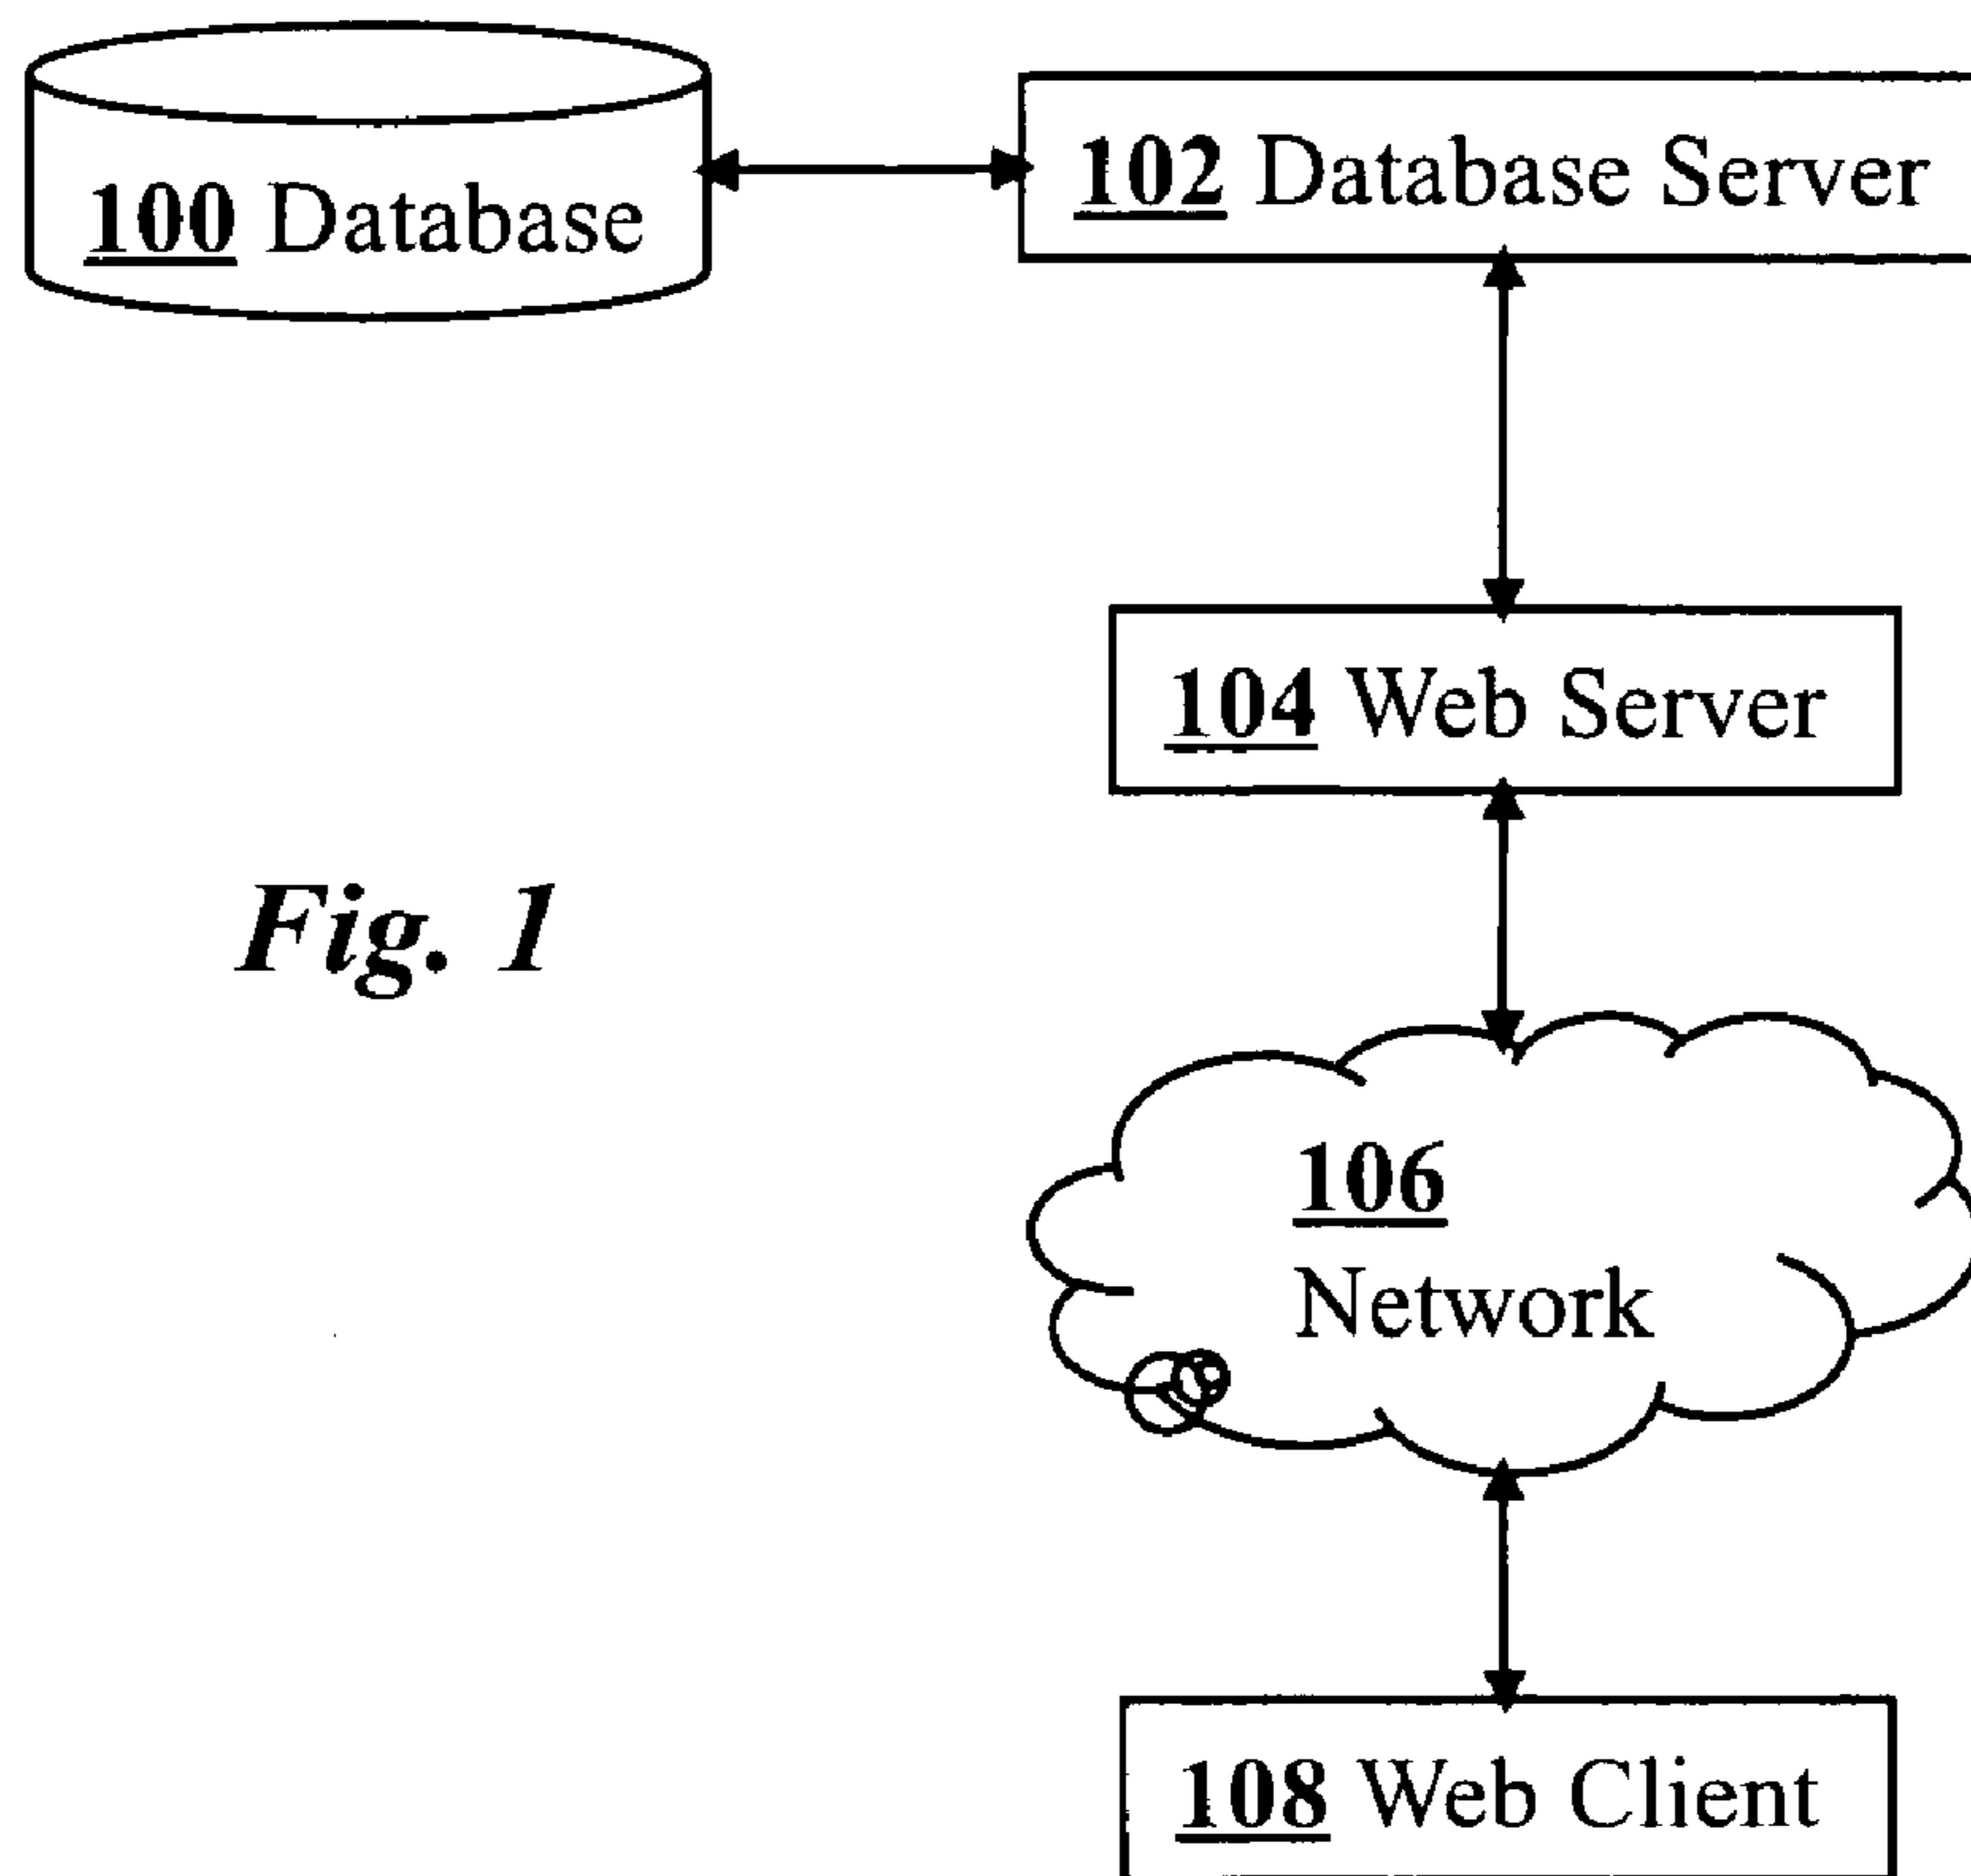 100 Database
102 Database Server
104 Web Server
Fig. 1
106
Network
108 Web Client